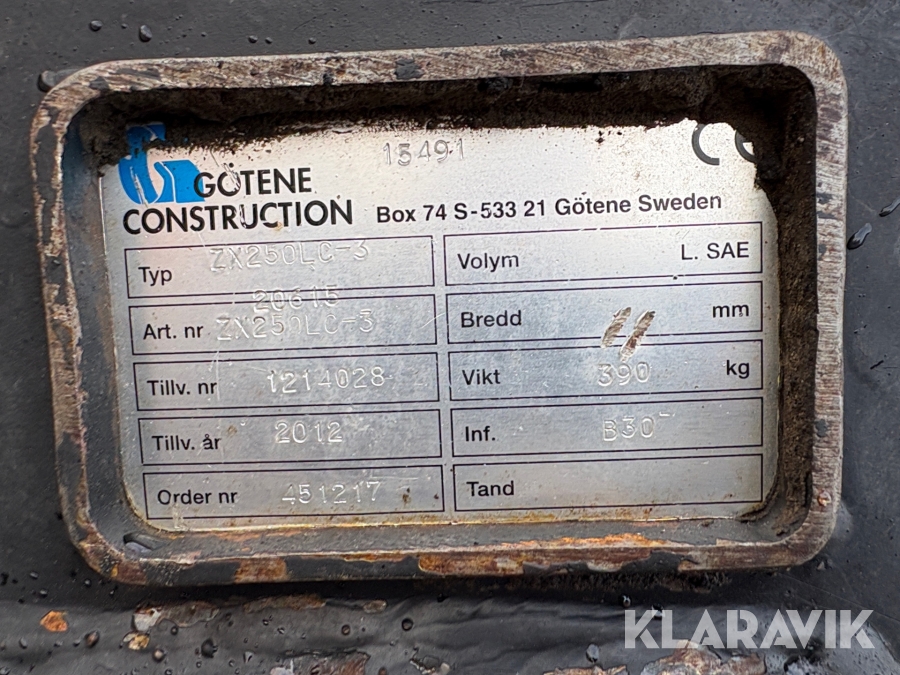 15491
CE
GÖTENE
CONSTRUCTION
Box 74 S-533 21 Götene Sweden
Typ ZX250LC-3
Volym L. SAE
20615
Art. nr ZX250LC-3
Bredd mm
Tillv. nr 1214028
Vikt 390 kg
Tillv. år 2012
Inf. B30
Order nr 451217
Tand
KLARAVIK